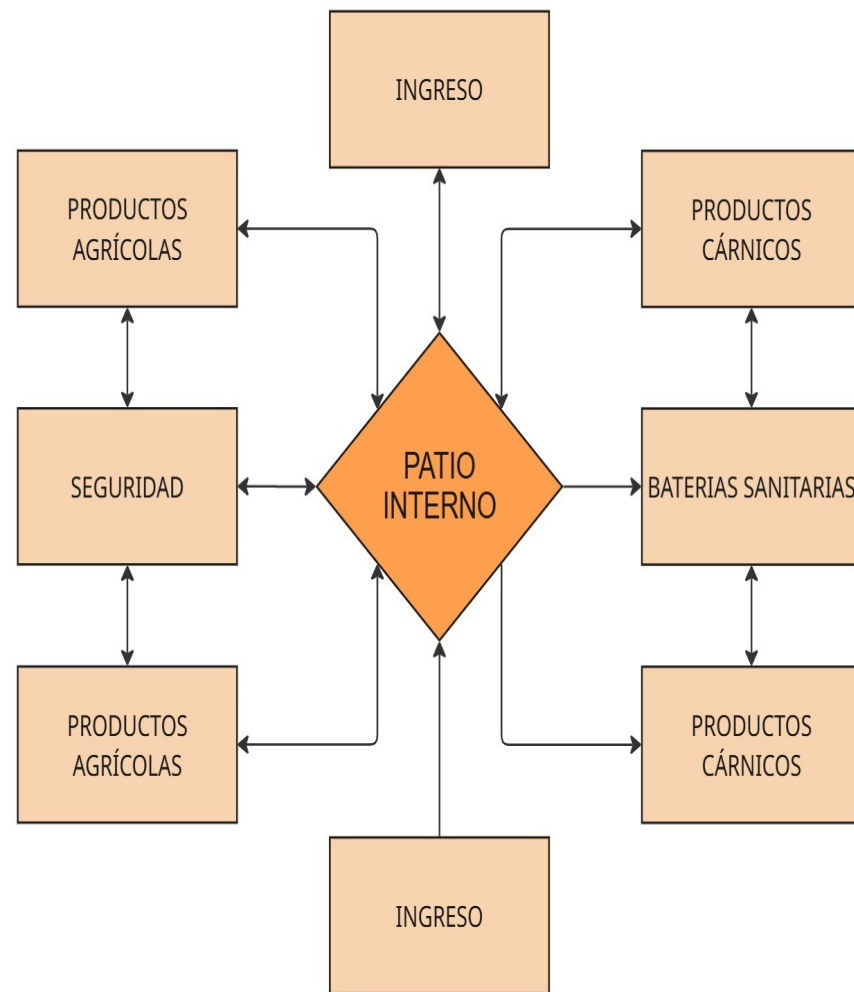 INGRESO
PRODUCTOS
AGRÍCOLAS
PRODUCTOS
CÁRNICOS
SEGURIDAD
PATIO
INTERNO
BATERIAS SANITARIAS
PRODUCTOS
AGRÍCOLAS
PRODUCTOS
CÁRNICOS
INGRESO